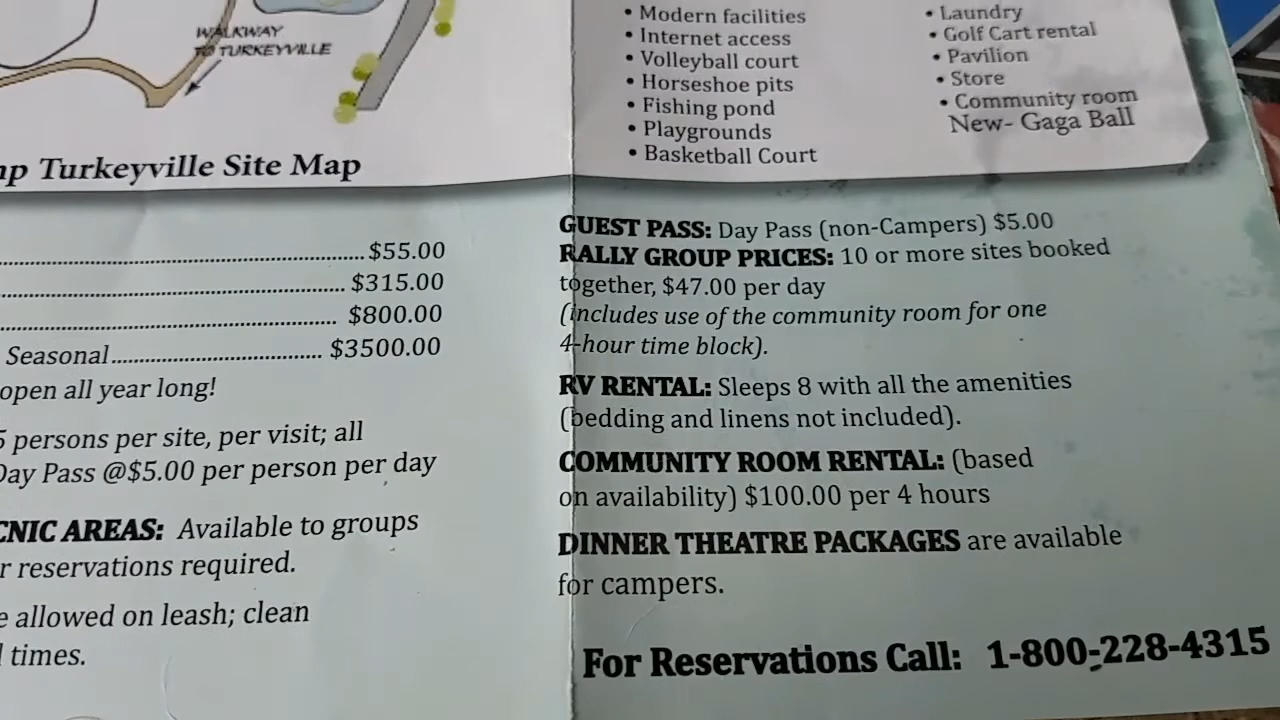 WALKWAY
TO TURKEYVILLE
Turkeyville Site Map
• Modern facilities
• Internet access
• Volleyball court
• Horseshoe pits
• Fishing pond
• Playgrounds
• Basketball Court
• Laundry
• Golf Cart rental
• Pavilion
• Store
• Community room
New- Gaga Ball
$55.00
$315.00
$800.00
Seasonal $3500.00
open all year long!
5 persons per site, per visit; all
Day Pass @$5.00 per person per day
AREAS: Available to groups
reservations required.
allowed on leash; clean
times.
GUEST PASS: Day Pass (non-Campers) $5.00
RALLY GROUP PRICES: 10 or more sites booked
together, $47.00 per day
(includes use of the community room for one
4-hour time block).
RV RENTAL: Sleeps 8 with all the amenities
(bedding and linens not included).
COMMUNITY ROOM RENTAL: (based
on availability) $100.00 per 4 hours
DINNER THEATRE PACKAGES are available
for campers.
For Reservations Call: 1-800-228-4315